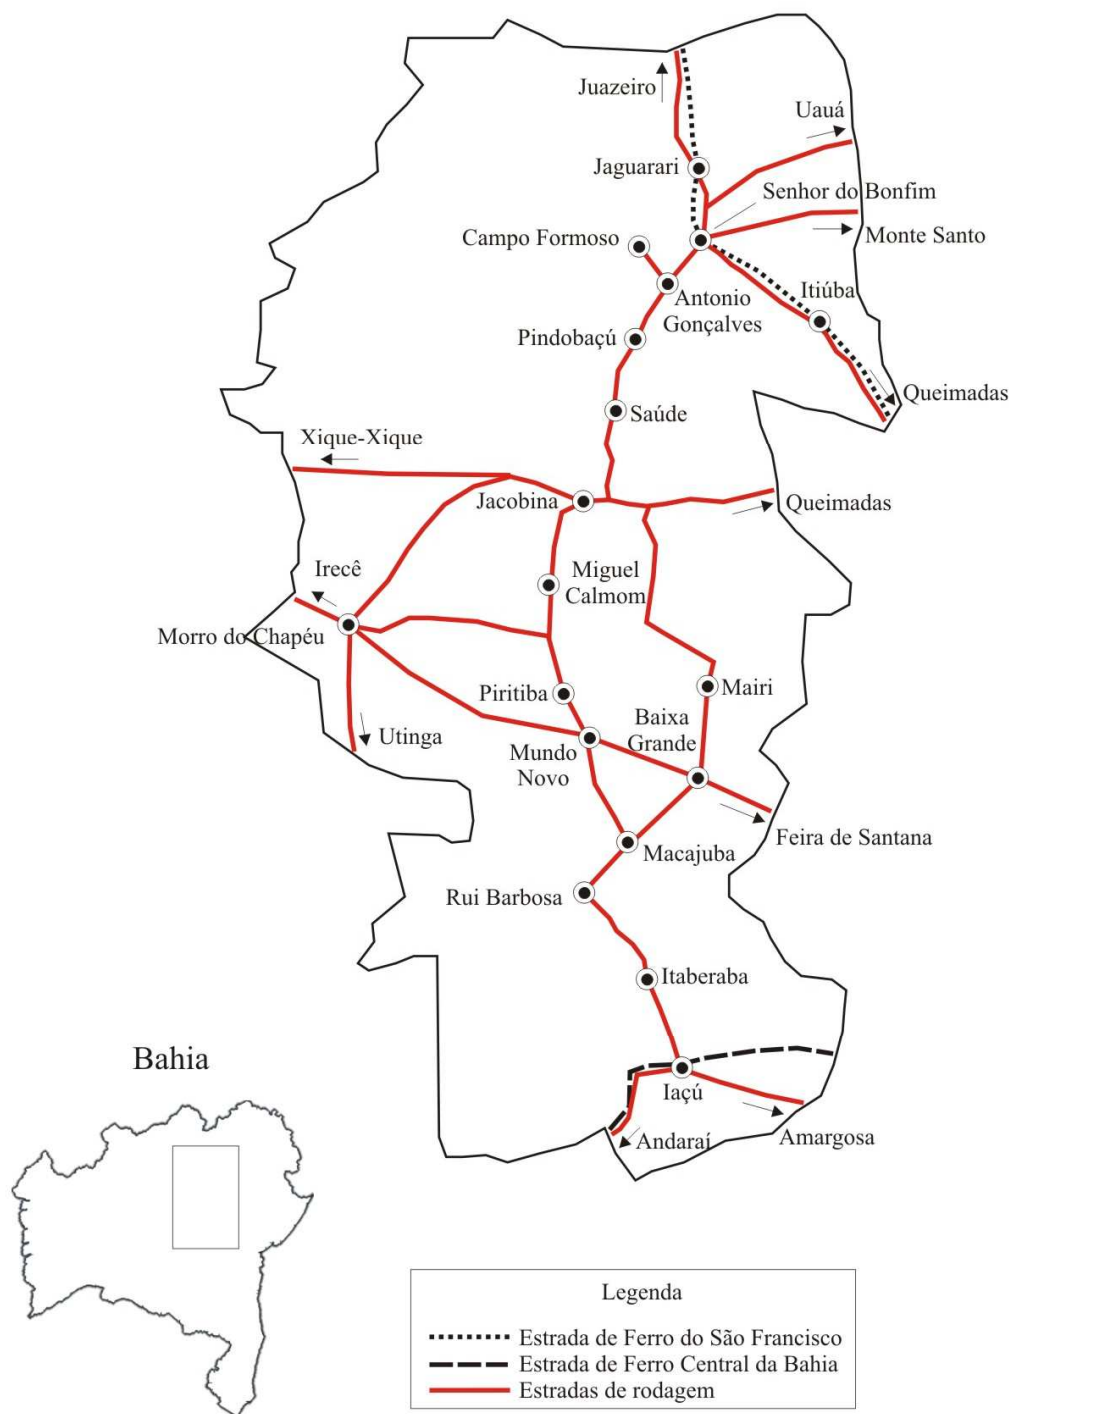 Juazeiro
Uauá
Jaguarari
Senhor do Bonfim
Campo Formoso
Monte Santo
Itiúba
Antonio
Gonçalves
Pindobaçú
Queimadas
Saúde
Xique-Xique
Jacobina
Queimadas
Irecê
Miguel
Calmom
Morro do Chapéu
Piritiba
Mairi
Baixa
Grande
Utinga
Mundo
Novo
Feira de Santana
Macajuba
Rui Barbosa
Itaberaba
Iaçú
Andaraí
Amargosa
Bahia
Legenda
Estrada de Ferro do São Francisco
Estrada de Ferro Central da Bahia
Estradas de rodagem